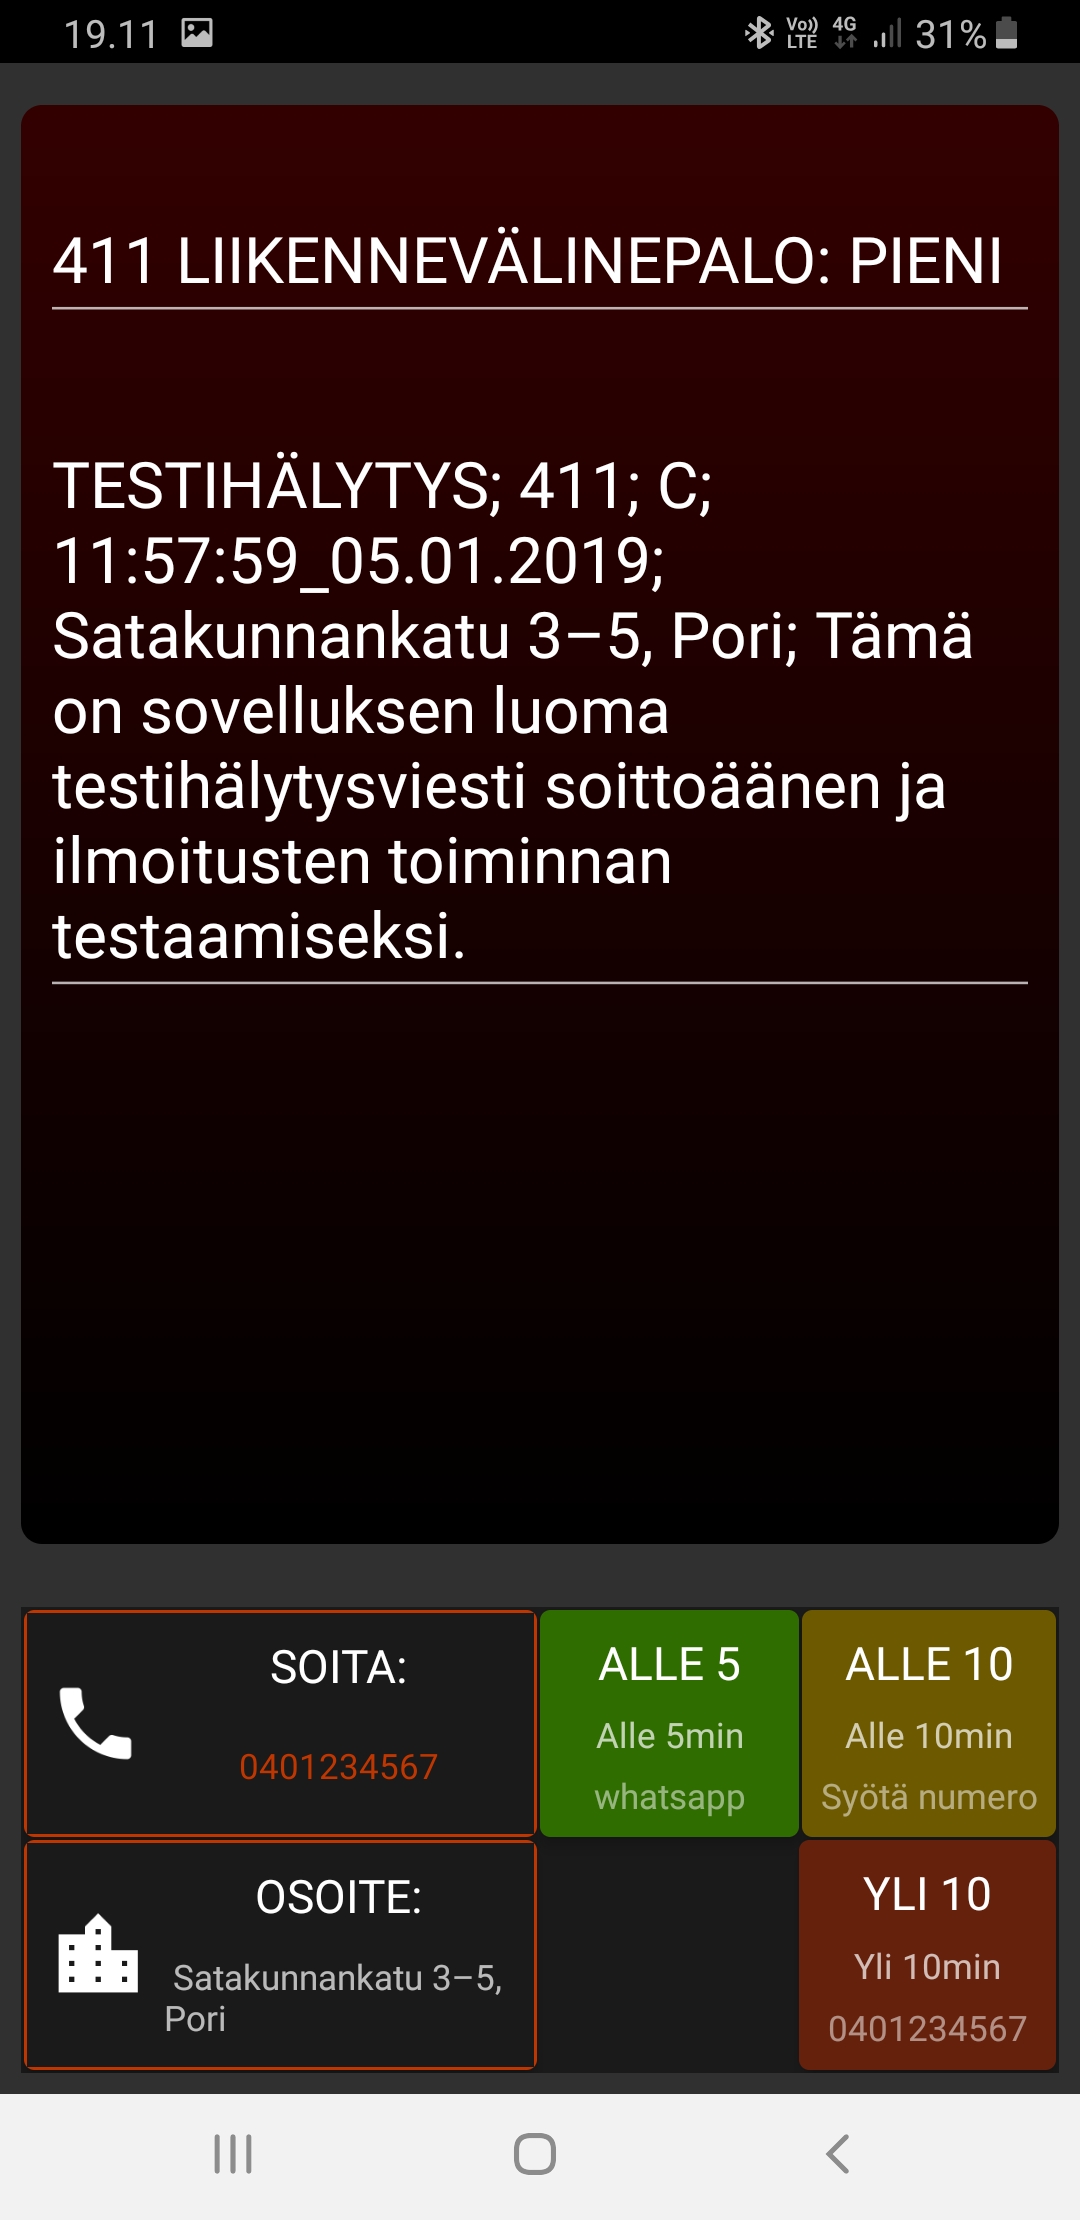 19.11
Vo)) LTE 4G 31%
411 LIIKENNEVÄLINEPALO: PIENI
TESTIHÄLYTYS; 411; C;
11:57:59_05.01.2019;
Satakunnankatu 3–5, Pori; Tämä
on sovelluksen luoma
testihälytysviesti soittoäänen ja
ilmoitusten toiminnan
testaamiseksi.
SOITA:
0401234567
ALLE 5
Alle 5min
whatsapp
ALLE 10
Alle 10min
Syötä numero
OSOITE:
Satakunnankatu 3–5,
Pori
YLI 10
Yli 10min
0401234567